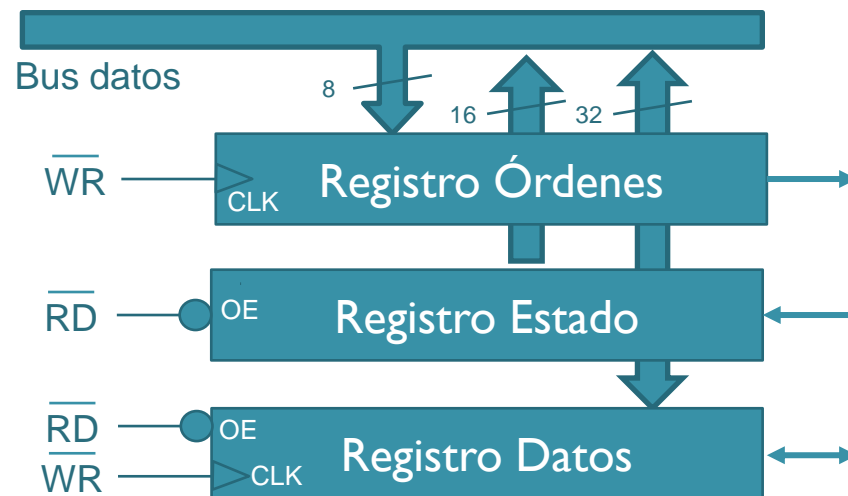 Bus datos
8
16
32
WR
CLK
Registro Órdenes
RD
OE
Registro Estado
RD
OE
WR
CLK
Registro Datos